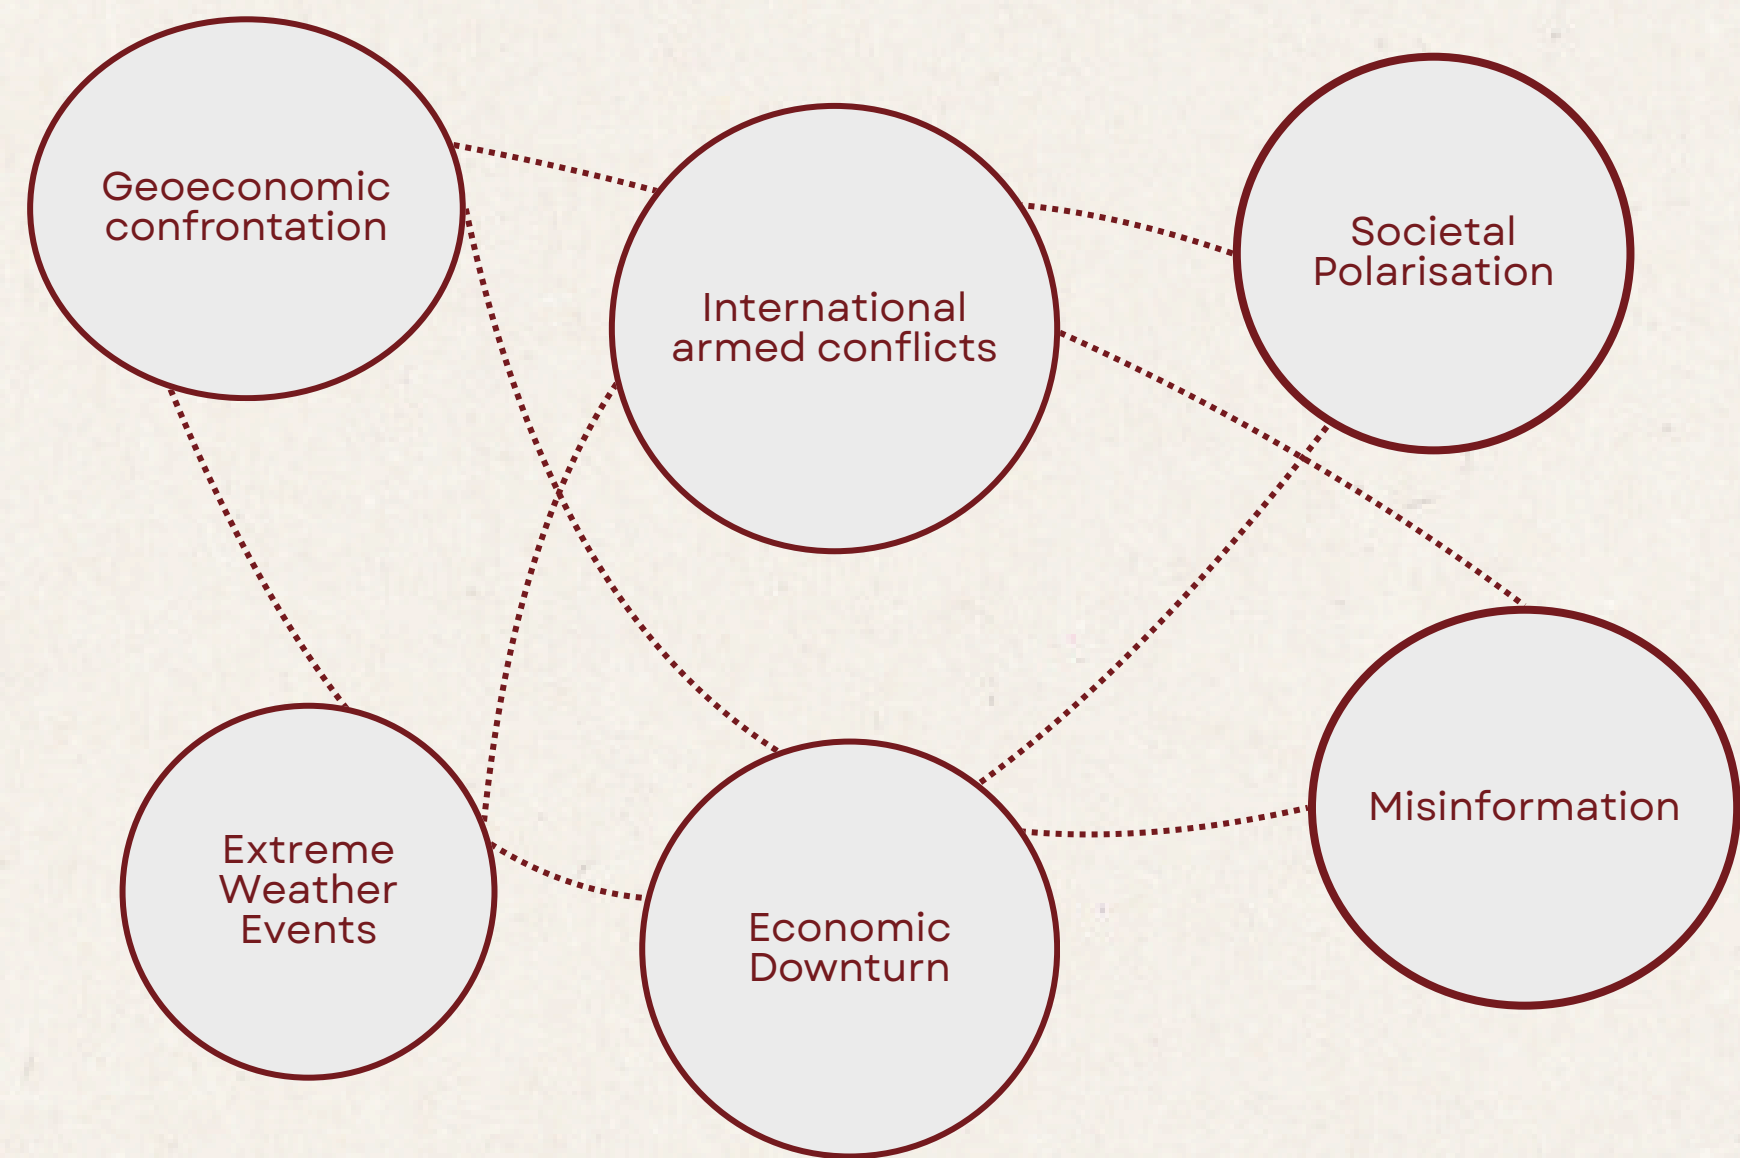 Geoeconomic
confrontation
International
armed conflicts
Societal
Polarisation
Extreme
Weather
Events
Economic
Downturn
Misinformation